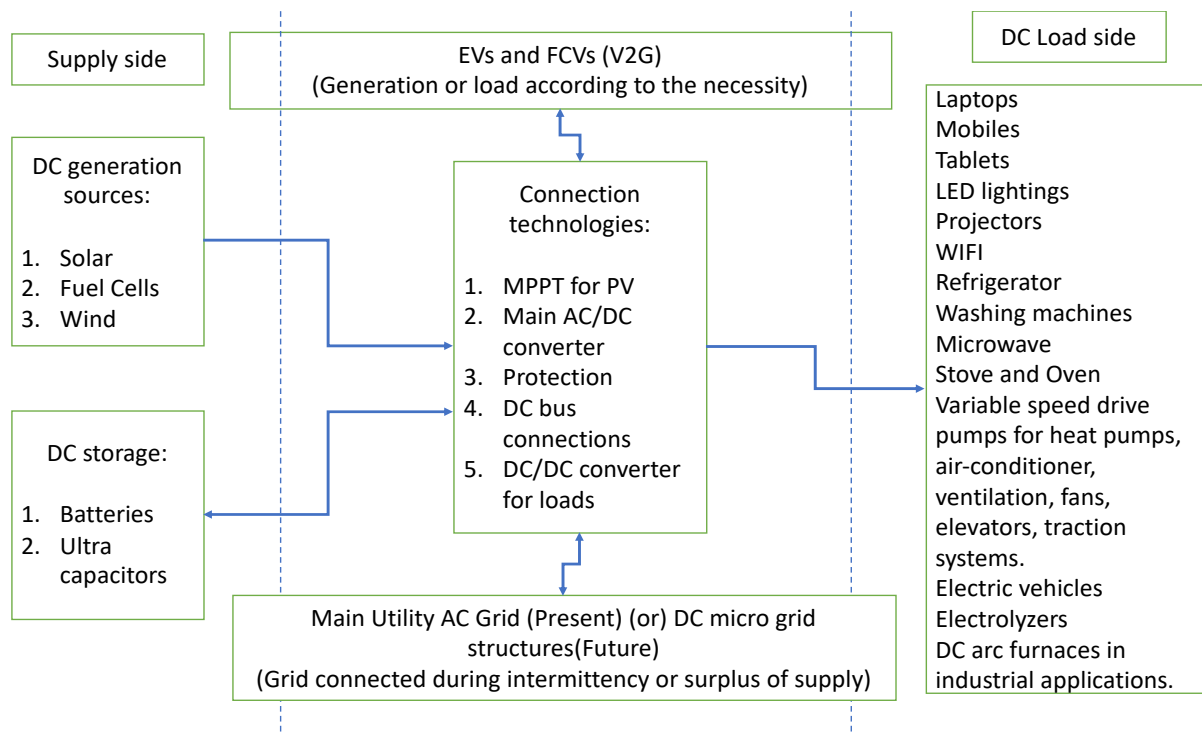 Supply side
EVs and FCVs (V2G)
(Generation or load according to the necessity)
DC Load side
DC generation
sources:
1. Solar
2. Fuel Cells
3. Wind
DC storage:
1. Batteries
2. Ultra
capacitors
Connection
technologies:
1. MPPT for PV
2. Main AC/DC
converter
3. Protection
4. DC bus
connections
5. DC/DC converter
for loads
Main Utility AC Grid (Present) (or) DC micro grid
structures(Future)
(Grid connected during intermittency or surplus of supply)
Laptops
Mobiles
Tablets
LED lightings
Projectors
WIFI
Refrigerator
Washing machines
Microwave
Stove and Oven
Variable speed drive
pumps for heat pumps,
air-conditioner,
ventilation, fans,
elevators, traction
systems.
Electric vehicles
Electrolyzers
DC arc furnaces in
industrial applications.